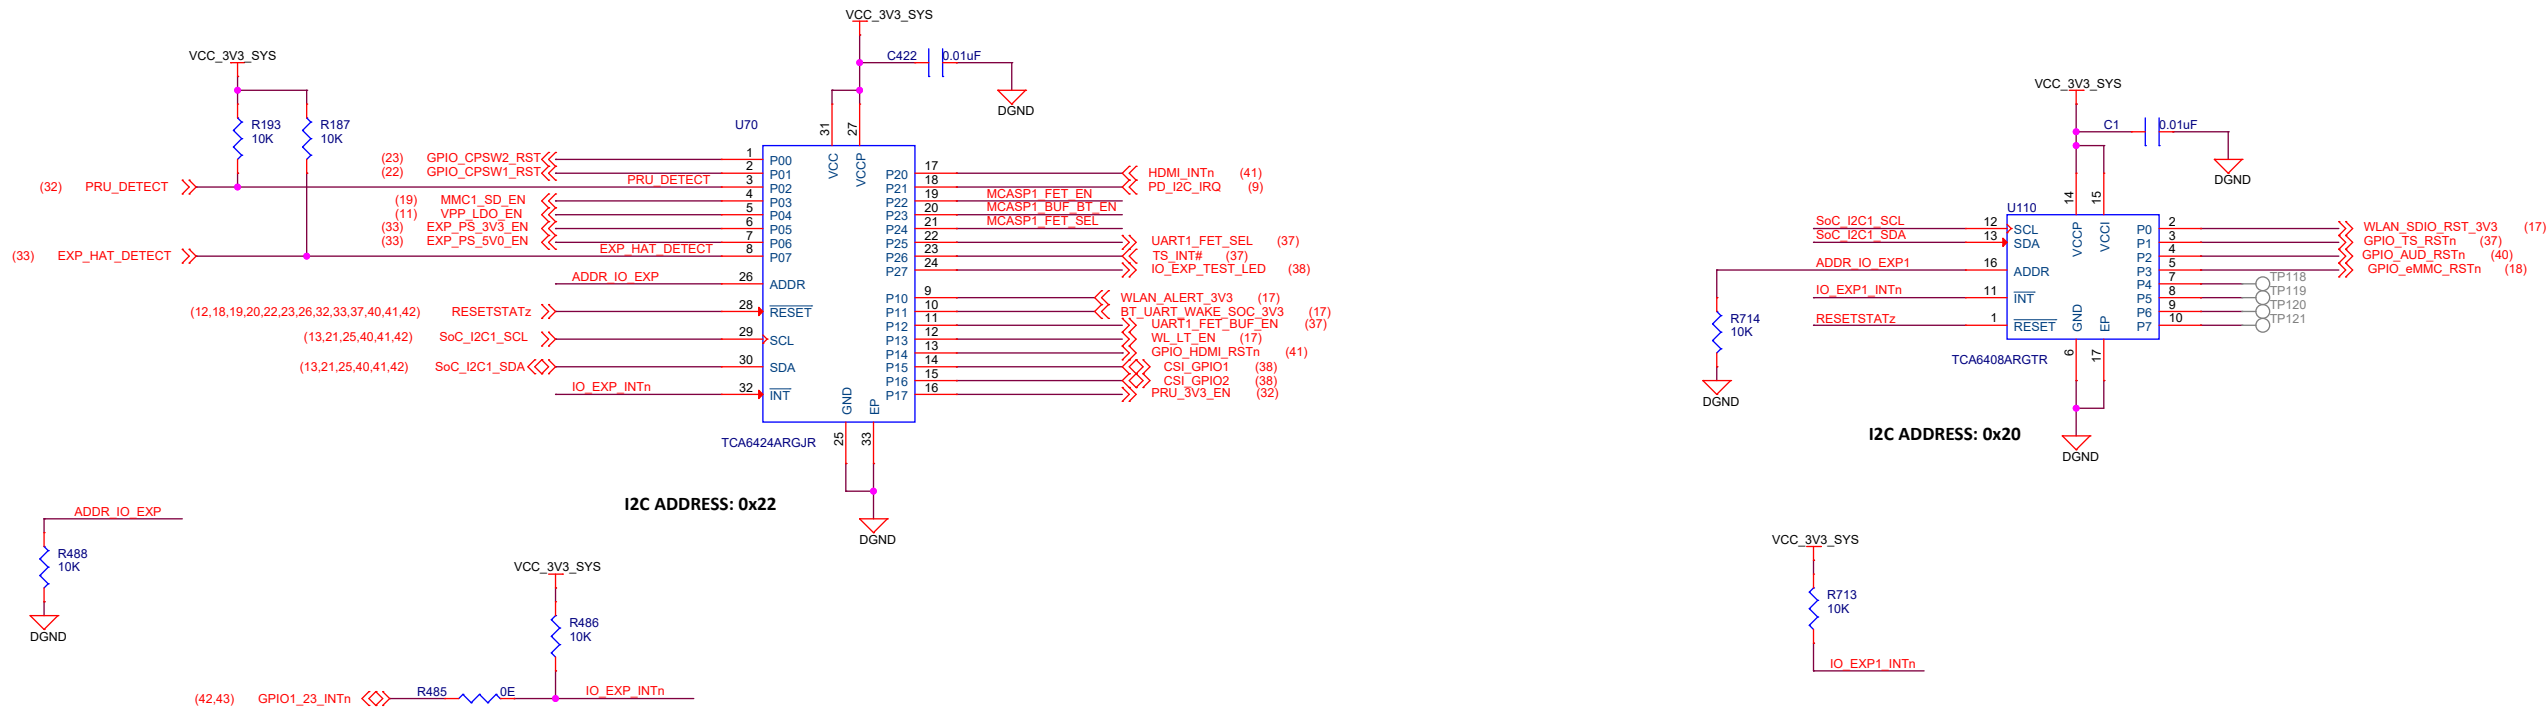 VCC_3V3_SYS
C422 0.01uF
DGND
VCC_3V3_SYS
R193 10K
R187 10K
U70
31 VCC
27 VCCP
(23) GPIO_CPSW2_RST 1 P00
(22) GPIO_CPSW1_RST 2 P01
(32) PRU_DETECT PRU_DETECT 3 P02
(19) MMC1_SD_EN 4 P03
(11) VPP_LDO_EN 5 P04
(33) EXP_PS_3V3_EN 6 P05
(33) EXP_PS_5V0_EN 7 P06
(33) EXP_HAT_DETECT EXP_HAT_DETECT 8 P07
ADDR_IO_EXP 26 ADDR
(12,18,19,20,22,23,26,32,33,37,40,41,42) RESETSTATz 28 RESET
(13,21,25,40,41,42) SoC_I2C1_SCL 29 SCL
(13,21,25,40,41,42) SoC_I2C1_SDA 30 SDA
IO_EXP_INTn 32 INT
P20 17 HDMI_INTn (41)
P21 18 PD_I2C_IRQ (9)
P22 19 MCASP1_FET_EN
P23 20 MCASP1_BUF_BT_EN
P24 21 MCASP1_FET_SEL
P25 22 UART1_FET_SEL (37)
P26 23 TS_INT# (37)
P27 24 IO_EXP_TEST_LED (38)
P10 9 WLAN_ALERT_3V3 (17)
P11 10 BT_UART_WAKE_SOC_3V3 (17)
P12 11 UART1_FET_BUF_EN (37)
P13 12 WL_LT_EN (17)
P14 13 GPIO_HDMI_RSTn (41)
P15 14 CSI_GPIO1 (38)
P16 15 CSI_GPIO2 (38)
P17 16 PRU_3V3_EN (32)
GND 25
EP 33
TCA6424ARGJR
DGND
I2C ADDRESS: 0x22
ADDR_IO_EXP
R488 10K
DGND
VCC_3V3_SYS
R486 10K
(42,43) GPIO1_23_INTn R485 0E IO_EXP_INTn
VCC_3V3_SYS
C1 0.01uF
DGND
U110
14 VCCP
15 VCCI
SoC_I2C1_SCL 12 SCL
SoC_I2C1_SDA 13 SDA
ADDR_IO_EXP1 16 ADDR
IO_EXP1_INTn 11 INT
RESETSTATz 1 RESET
P0 2 WLAN_SDIO_RST_3V3 (17)
P1 3 GPIO_TS_RSTn (37)
P2 4 GPIO_AUD_RSTn (40)
P3 5 GPIO_eMMC_RSTn (18)
P4 7 TP118
P5 8 TP119
P6 9 TP120
P7 10 TP121
GND 6
EP 17
R714 10K
DGND
TCA6408ARGTR
I2C ADDRESS: 0x20
DGND
VCC_3V3_SYS
R713 10K
IO_EXP1_INTn